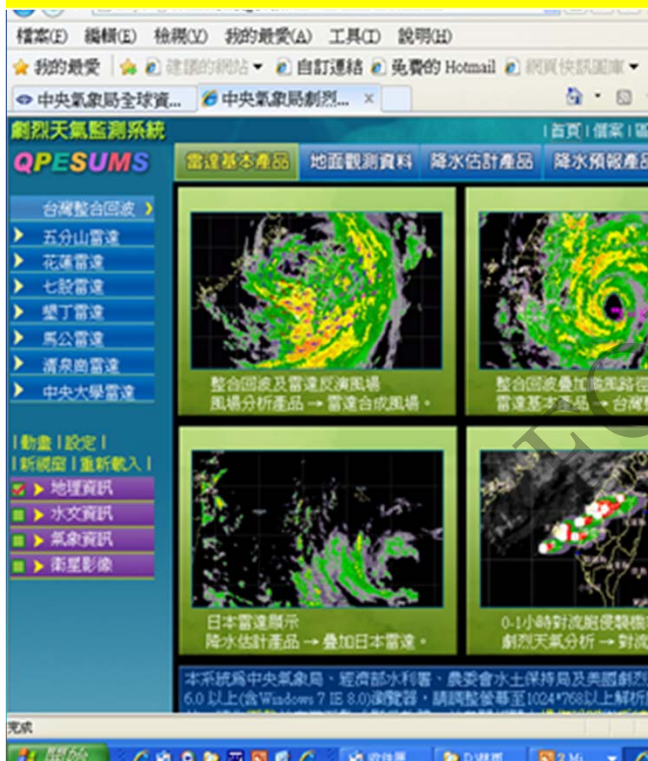 檔案(F) 編輯(E) 檢視(V) 我的最愛(A) 工具(T) 說明(H)
我的最愛 建議的網站 自訂連結 免費的 Hotmail 網頁快訊圖庫
中央氣象局全球資... 中央氣象局劇烈... x
劇烈天氣監測系統
| 首頁 | 個案 |
QPESUMS
雷達基本產品 地面觀測資料 降水估計產品 降水預報產品
台灣整合回波
五分山雷達
花蓮雷達
七股雷達
墾丁雷達
馬公雷達
清泉崗雷達
中央大學雷達
| 動畫 | 設定 |
| 新視窗 | 重新載入 |
地理資訊
水文資訊
氣象資訊
衛星影像
整合回波及雷達反演風場
風場分析產品 → 雷達合成風場。
整合回波疊加颱風路徑
雷達基本產品 → 台灣
日本雷達顯示
降水估計產品 → 疊加日本雷達。
0-1小時對流胞侵襲機
劇烈天氣分析 → 對流
本系統為中央氣象局、經濟部水利署、農委會水土保持局及美國劇烈
6.0 以上(含Windows 7 IE 8.0)瀏覽器，請調整螢幕至1024*768以上解析
完成